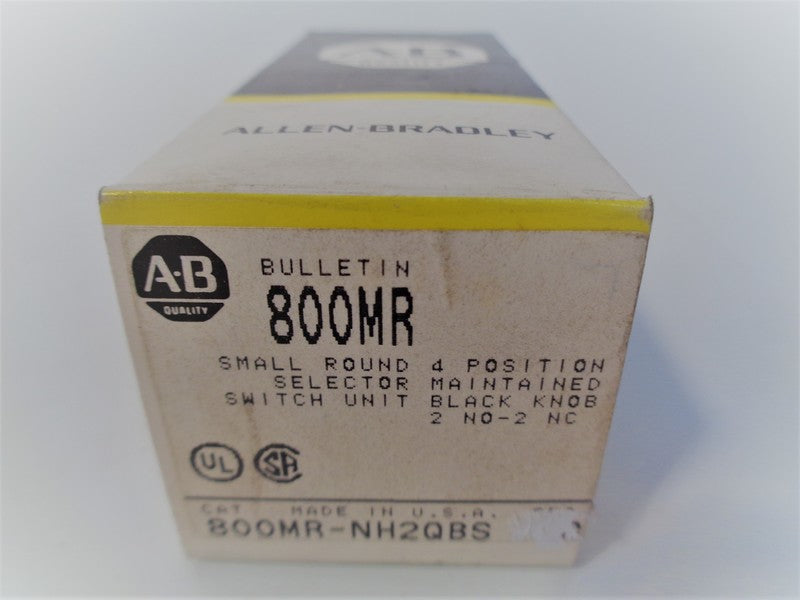 A-B
QUALITY
ALLEN-BRADLEY
A·B
QUALITY
BULLETIN
800MR
SMALL ROUND 4 POSITION
SELECTOR MAINTAINED
SWITCH UNIT BLACK KNOB
2 NO-2 NC
UL SA
CAT MADE IN U.S.A.
800MR-NH2QBS